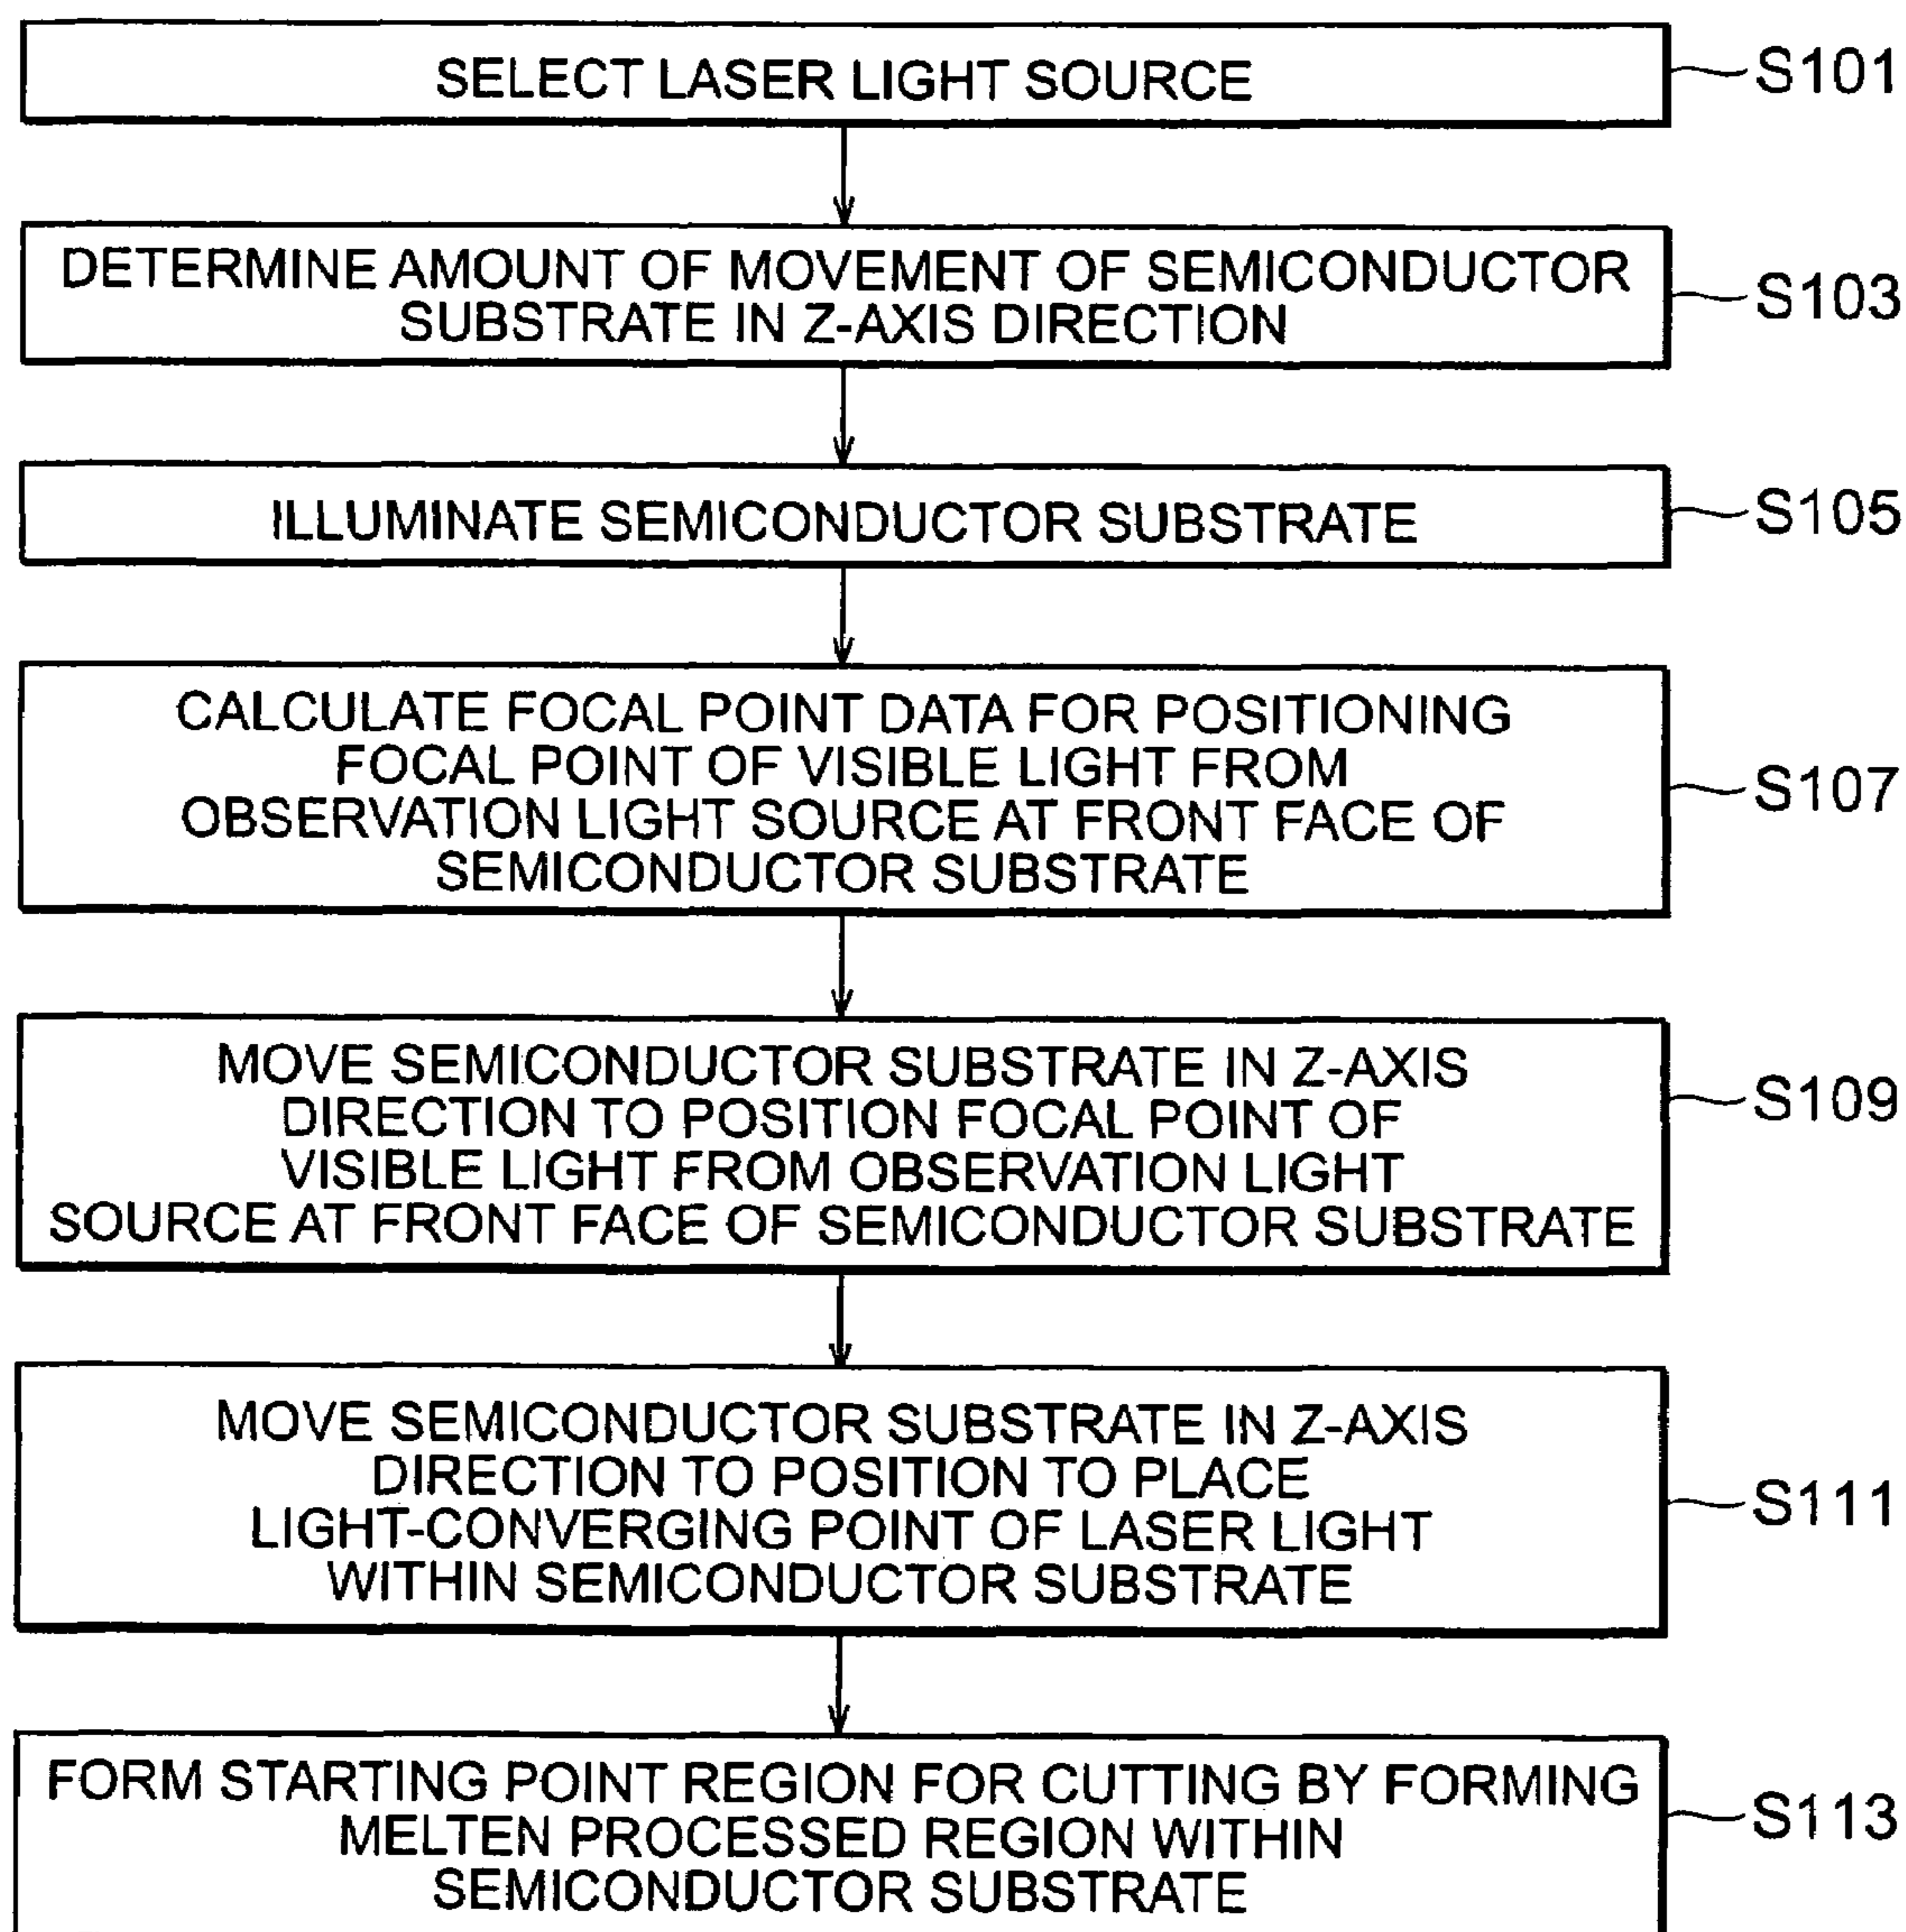 SELECT LASER LIGHT SOURCE
S101
DETERMINE AMOUNT OF MOVEMENT OF SEMICONDUCTOR
SUBSTRATE IN Z-AXIS DIRECTION
S103
ILLUMINATE SEMICONDUCTOR SUBSTRATE
S105
CALCULATE FOCAL POINT DATA FOR POSITIONING
FOCAL POINT OF VISIBLE LIGHT FROM
OBSERVATION LIGHT SOURCE AT FRONT FACE OF
SEMICONDUCTOR SUBSTRATE
S107
MOVE SEMICONDUCTOR SUBSTRATE IN Z-AXIS
DIRECTION TO POSITION FOCAL POINT OF
VISIBLE LIGHT FROM OBSERVATION LIGHT
SOURCE AT FRONT FACE OF SEMICONDUCTOR SUBSTRATE
S109
MOVE SEMICONDUCTOR SUBSTRATE IN Z-AXIS
DIRECTION TO POSITION TO PLACE
LIGHT-CONVERGING POINT OF LASER LIGHT
WITHIN SEMICONDUCTOR SUBSTRATE
S111
FORM STARTING POINT REGION FOR CUTTING BY FORMING
MELTEN PROCESSED REGION WITHIN
SEMICONDUCTOR SUBSTRATE
S113